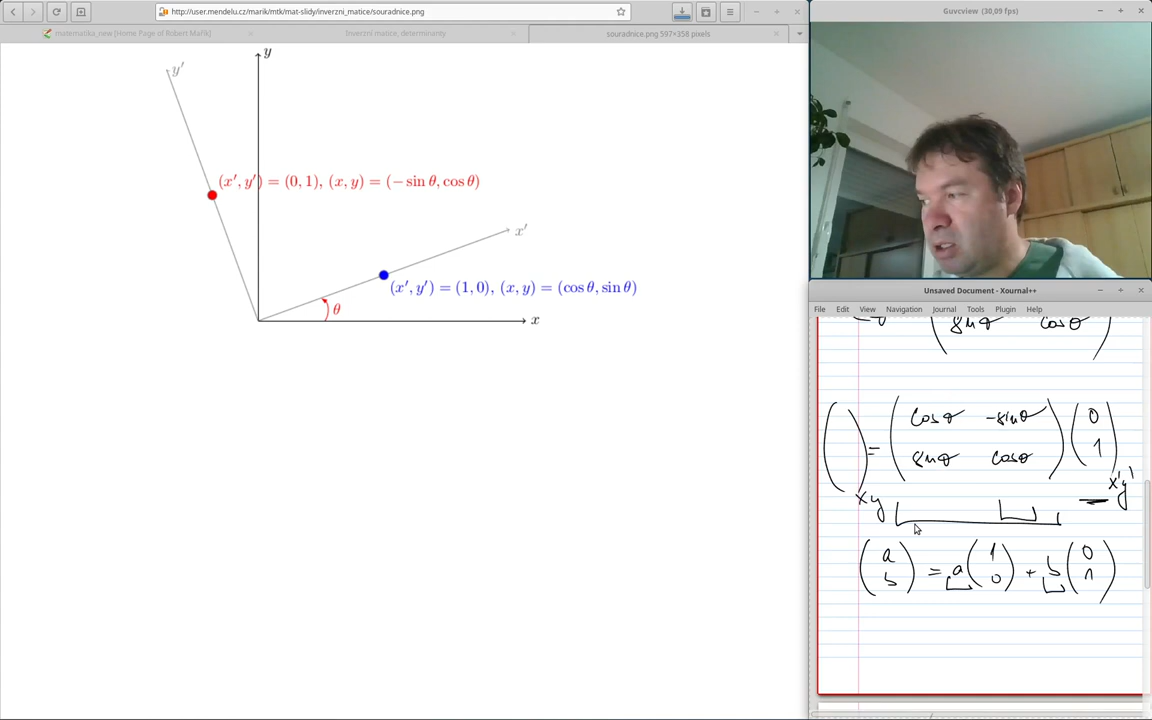 http://user.mendelu.cz/marik/mtk/mat-slidy/inverzni_matice/souradnice.png
matematika_new [Home Page of Robert Mařík]
Inverzní matice, determinanty
souradnice.png 597×358 pixels
y
y′
(x′, y′) = (0, 1), (x, y) = (− sin θ, cos θ)
x′
(x′, y′) = (1, 0), (x, y) = (cos θ, sin θ)
θ
x
Guvcview (30,09 fps)
Unsaved Document - Xournal++
File Edit View Navigation Journal Tools Plugin Help
sin θ cos θ
( ) = ( cos θ -sin θ ) ( 0
sin θ cos θ 1 )
xy x'y'
( a = a ( 1 + b ( 0
b ) 0 ) 1 )